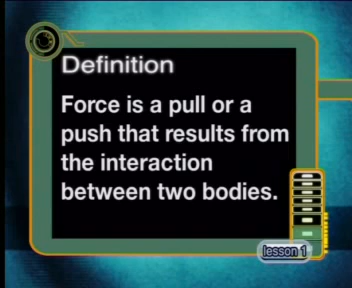 Definition
Force is a pull or a
push that results from
the interaction
between two bodies.
lesson 1